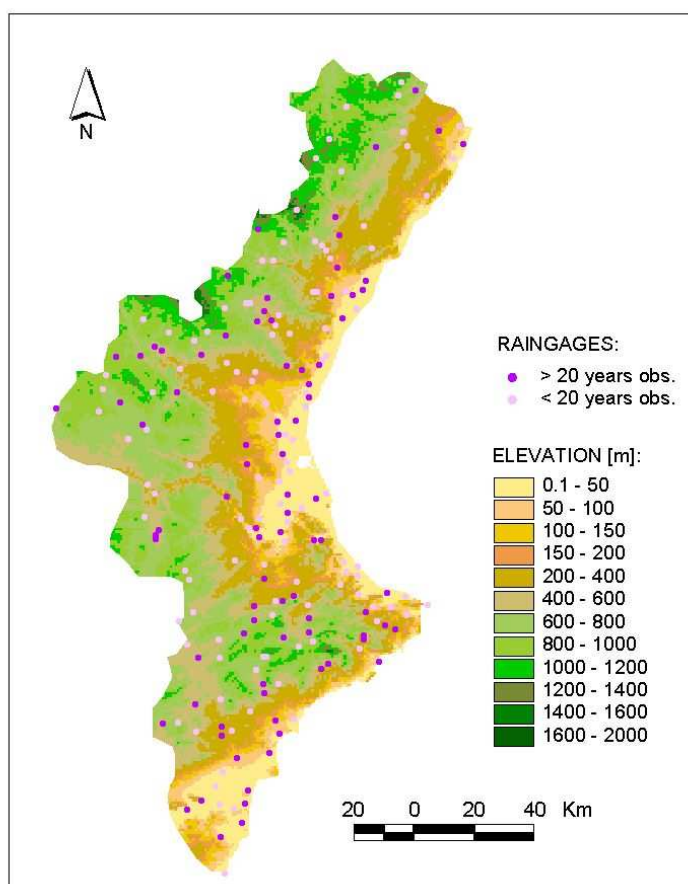 N
RAINGAGES:
> 20 years obs.
< 20 years obs.
ELEVATION [m]:
0.1 - 50
50 - 100
100 - 150
150 - 200
200 - 400
400 - 600
600 - 800
800 - 1000
1000 - 1200
1200 - 1400
1400 - 1600
1600 - 2000
20 0 20 40 Km